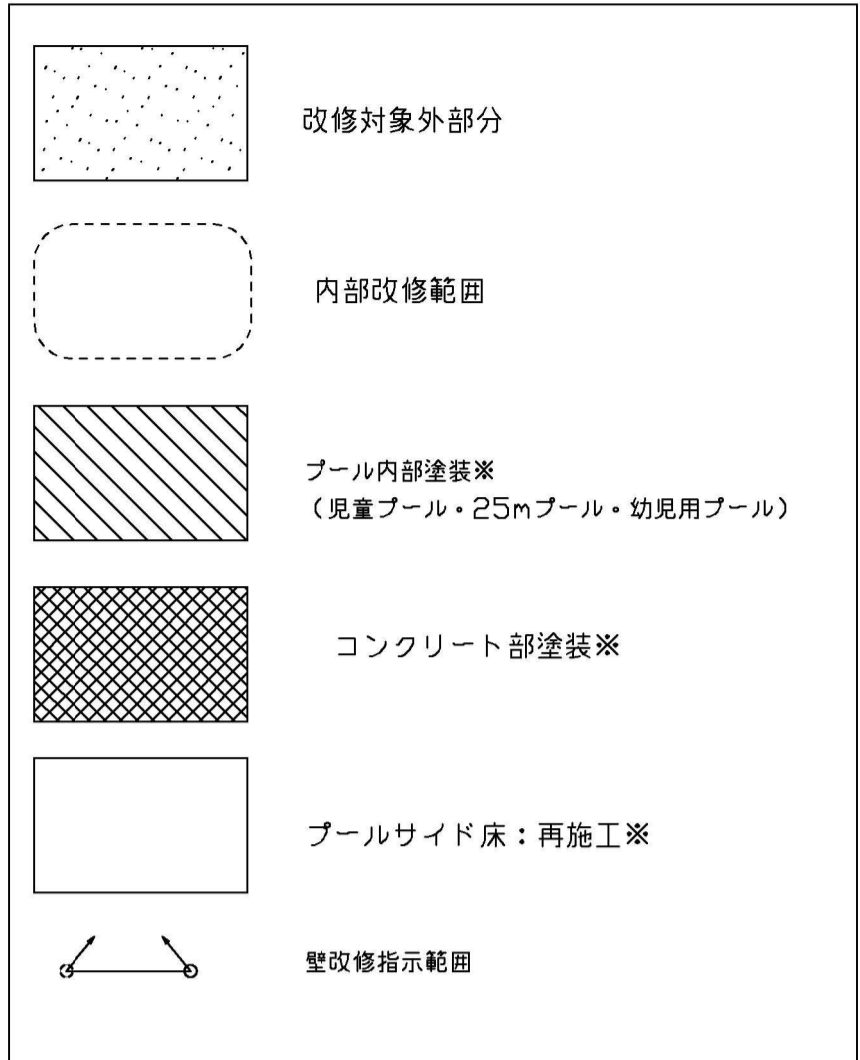 改修対象外部分
内部改修範囲
プール内部塗装※
(児童プール・25mプール・幼児用プール)
コンクリート部塗装※
プールサイド床:再施工※
壁改修指示範囲